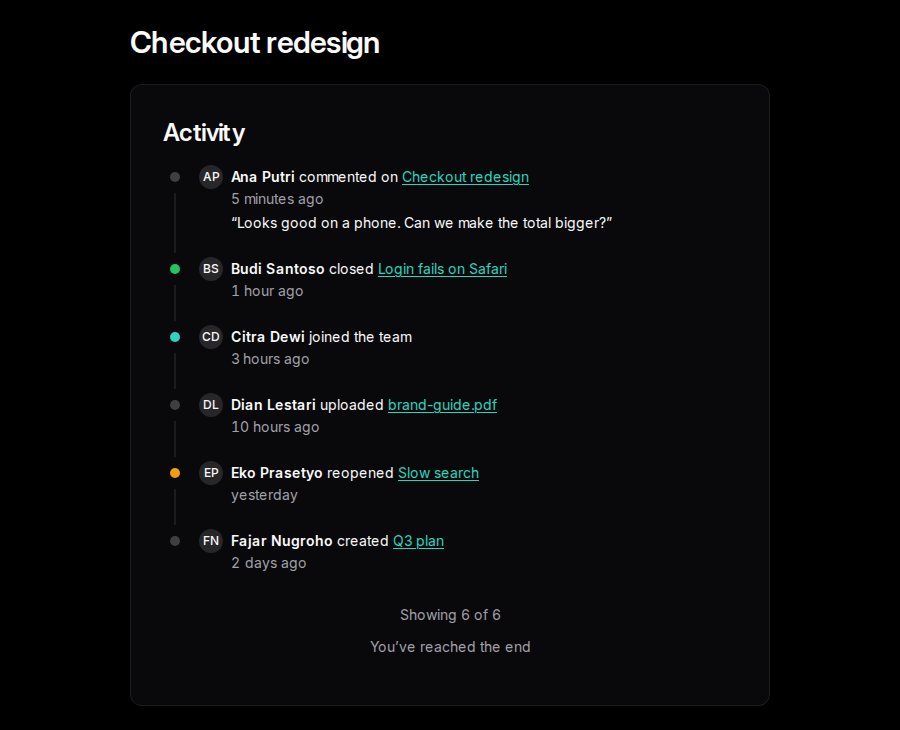 Checkout redesign
Activity
AP Ana Putri commented on Checkout redesign
5 minutes ago
“Looks good on a phone. Can we make the total bigger?”
BS Budi Santoso closed Login fails on Safari
1 hour ago
CD Citra Dewi joined the team
3 hours ago
DL Dian Lestari uploaded brand-guide.pdf
10 hours ago
EP Eko Prasetyo reopened Slow search
yesterday
FN Fajar Nugroho created Q3 plan
2 days ago
Showing 6 of 6
You’ve reached the end